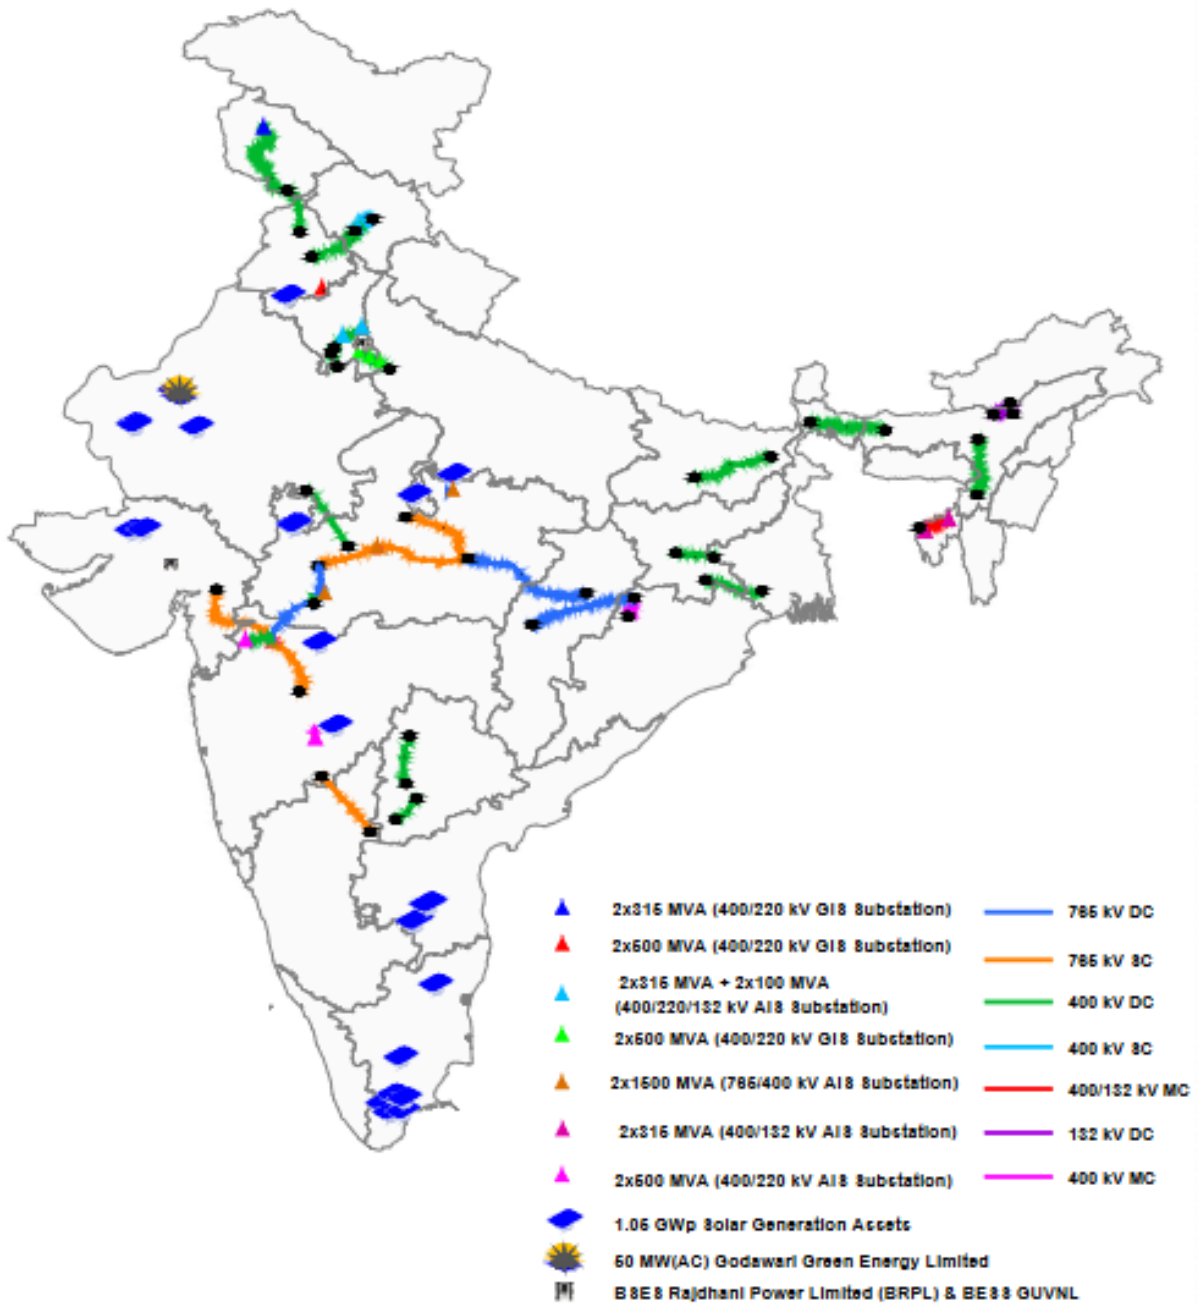 2x315 MVA (400/220 kV GIS Substation)
765 kV DC
2x500 MVA (400/220 kV GIS Substation)
765 kV SC
2x315 MVA + 2x100 MVA
(400/220/132 kV AIS Substation)
400 kV DC
2x500 MVA (400/220 kV GIS Substation)
400 kV SC
2x1500 MVA (765/400 kV AIS Substation)
400/132 kV MC
2x315 MVA (400/132 kV AIS Substation)
132 kV DC
2x500 MVA (400/220 kV AIS Substation)
400 kV MC
1.05 GWp Solar Generation Assets
50 MW(AC) Godawari Green Energy Limited
BSES Rajdhani Power Limited (BRPL) & BESS GUVNL